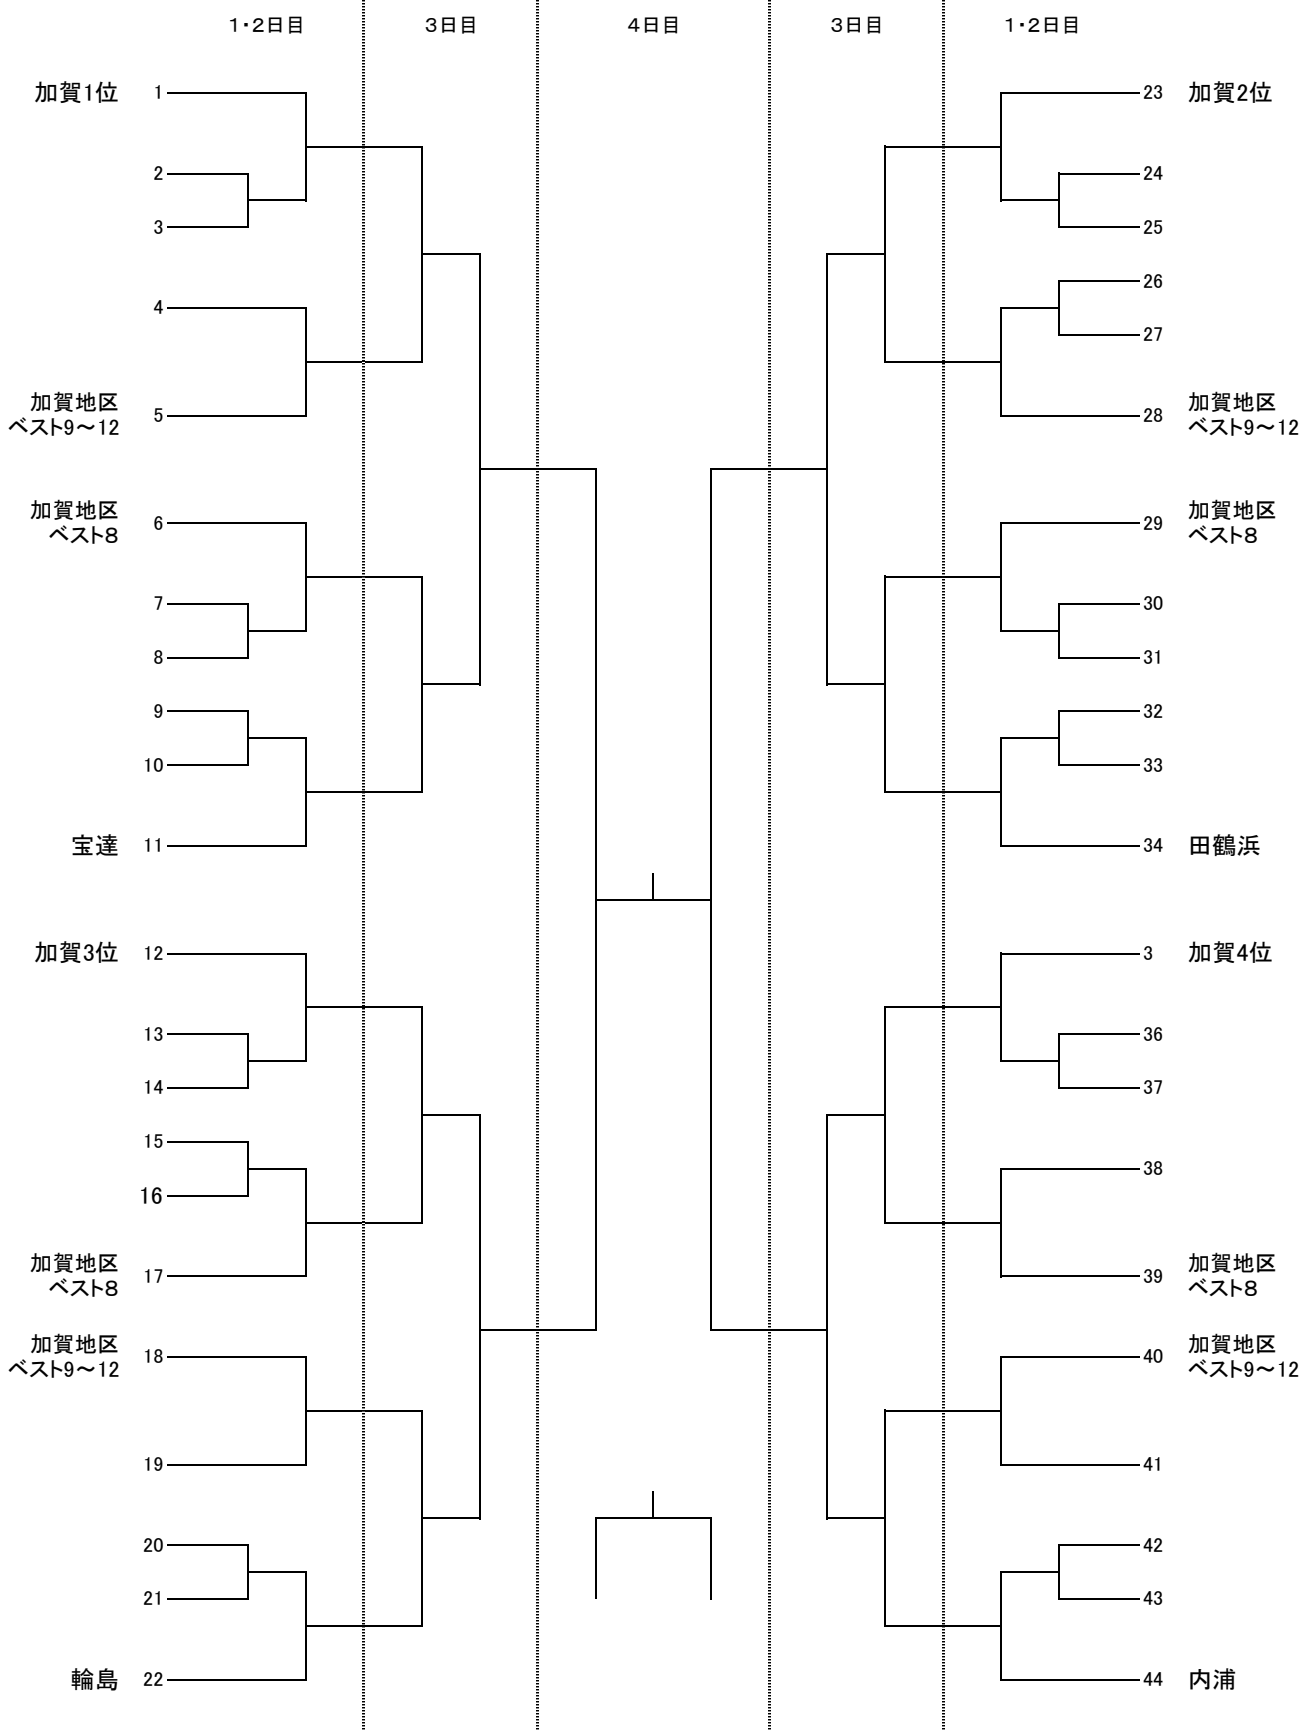 1・2日目 3日目 4日目 3日目 1・2日目
加賀1位 1
2
3
4
加賀地区
ベスト9～12 5
加賀地区
ベスト8 6
7
8
9
10
宝達 11
加賀3位 12
13
14
15
16
加賀地区
ベスト8 17
加賀地区
ベスト9～12 18
19
20
21
輪島 22
23 加賀2位
24
25
26
27
28 加賀地区
ベスト9～12
29 加賀地区
ベスト8
30
31
32
33
34 田鶴浜
3 加賀4位
36
37
38
39 加賀地区
ベスト8
40 加賀地区
ベスト9～12
41
42
43
44 内浦